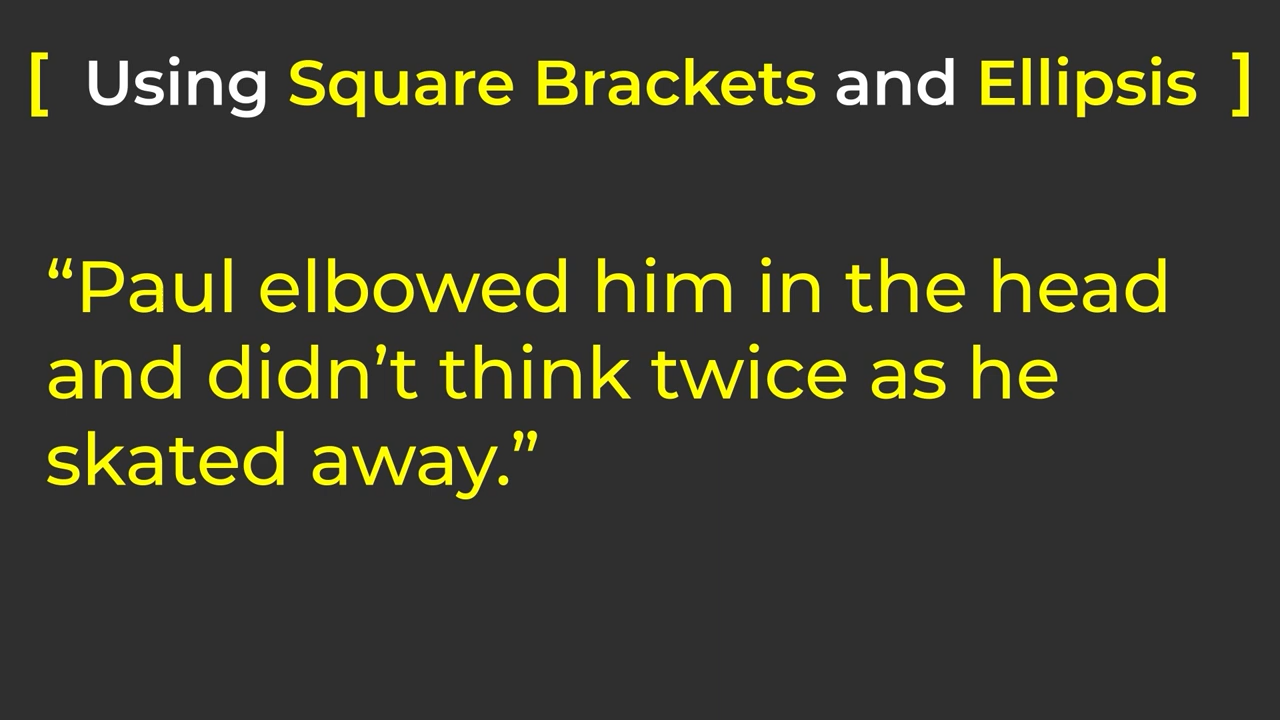 [ Using Square Brackets and Ellipsis ]
“Paul elbowed him in the head
and didn’t think twice as he
skated away.”